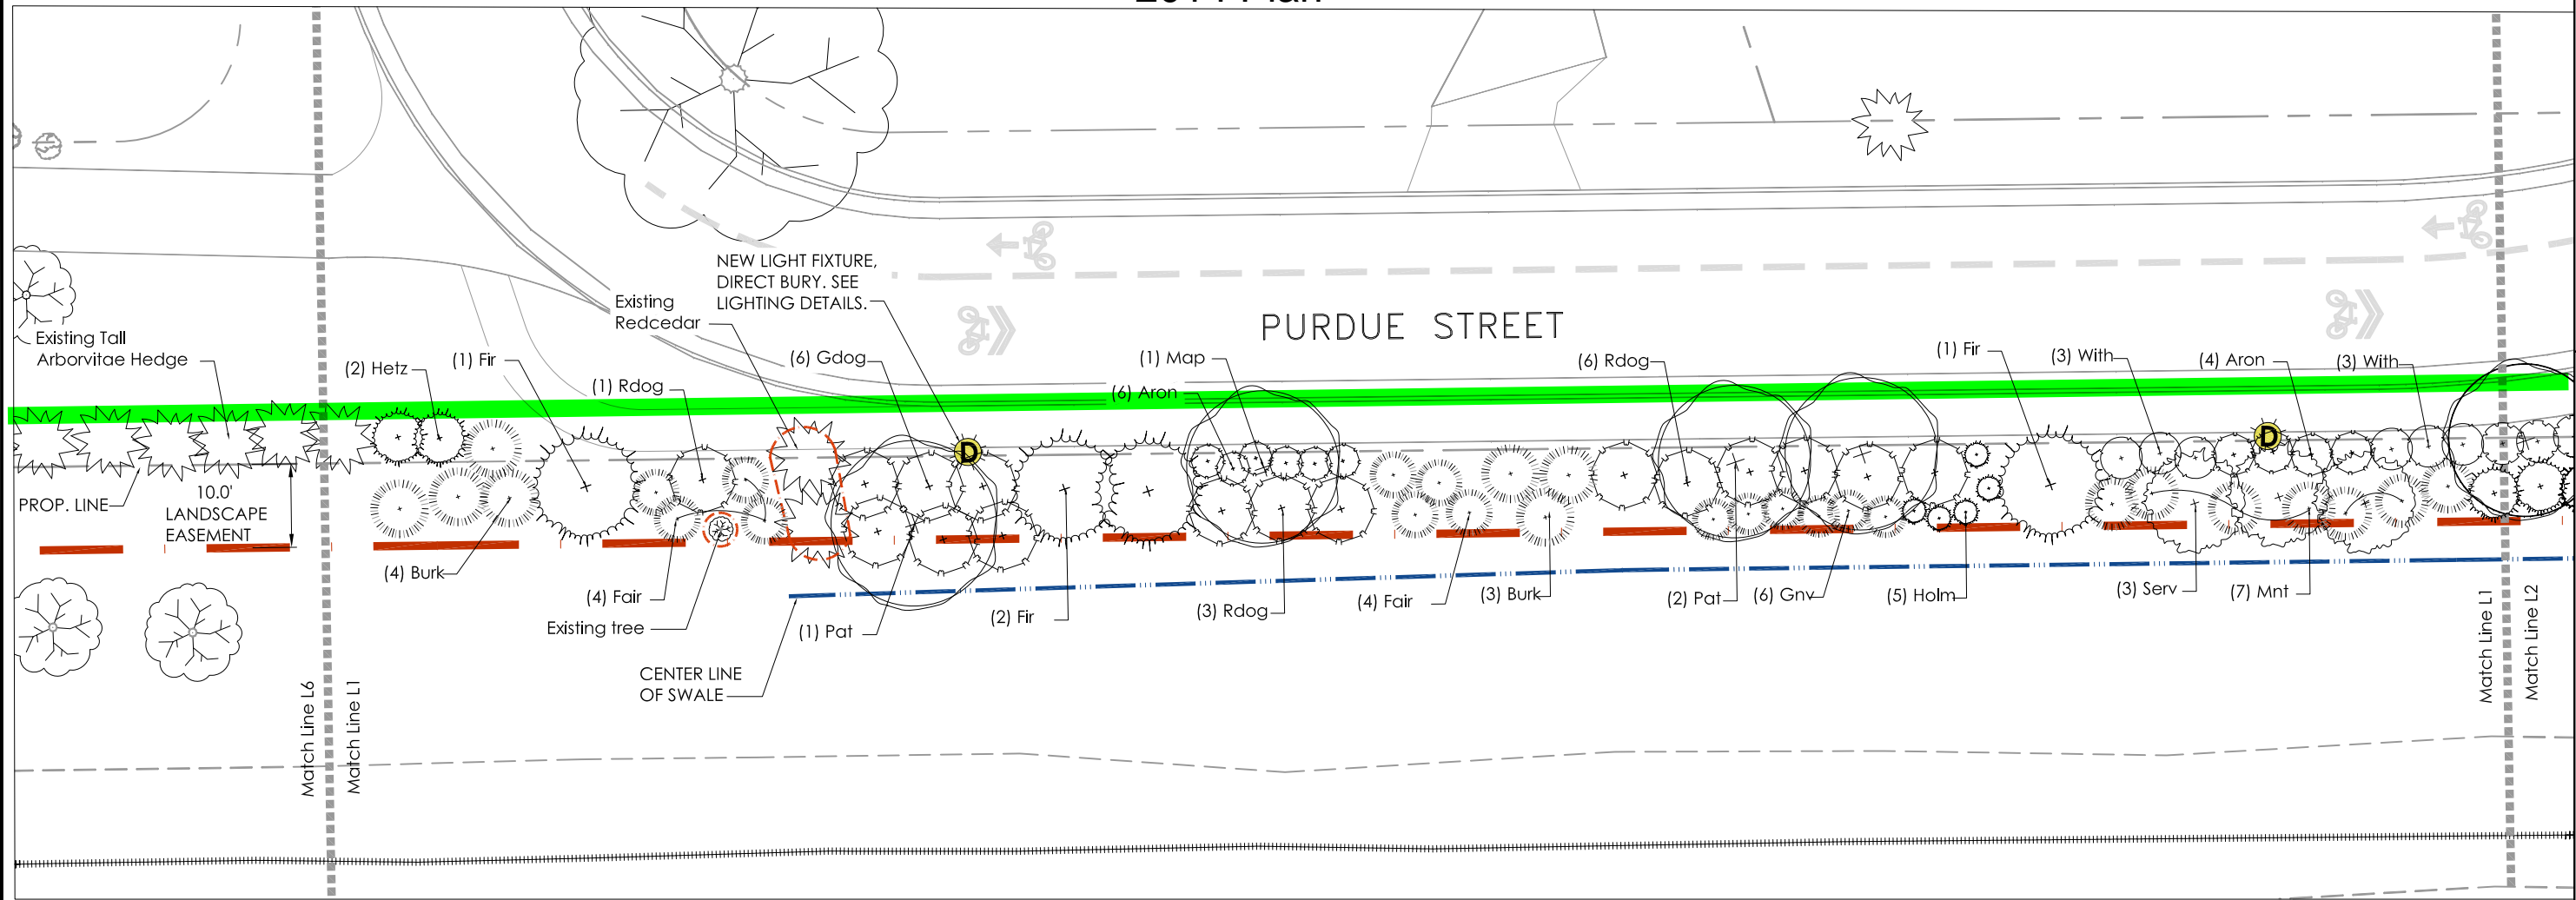 NEW LIGHT FIXTURE,
DIRECT BURY. SEE
LIGHTING DETAILS.
Existing
Redcedar
PURDUE STREET
Existing Tall
Arborvitae Hedge
(2) Hetz
(1) Fir
(1) Rdog
(6) Gdog
(1) Map
(6) Aron
(6) Rdog
(1) Fir
(3) With
(4) Aron
(3) With
D
D
PROP. LINE
10.0'
LANDSCAPE
EASEMENT
(4) Burk
(4) Fair
Existing tree
(1) Pat
(2) Fir
(3) Rdog
(4) Fair
(3) Burk
(2) Pat
(6) Gnv
(5) Holm
(3) Serv
(7) Mnt
CENTER LINE
OF SWALE
Match Line L6
Match Line L1
Match Line L1
Match Line L2